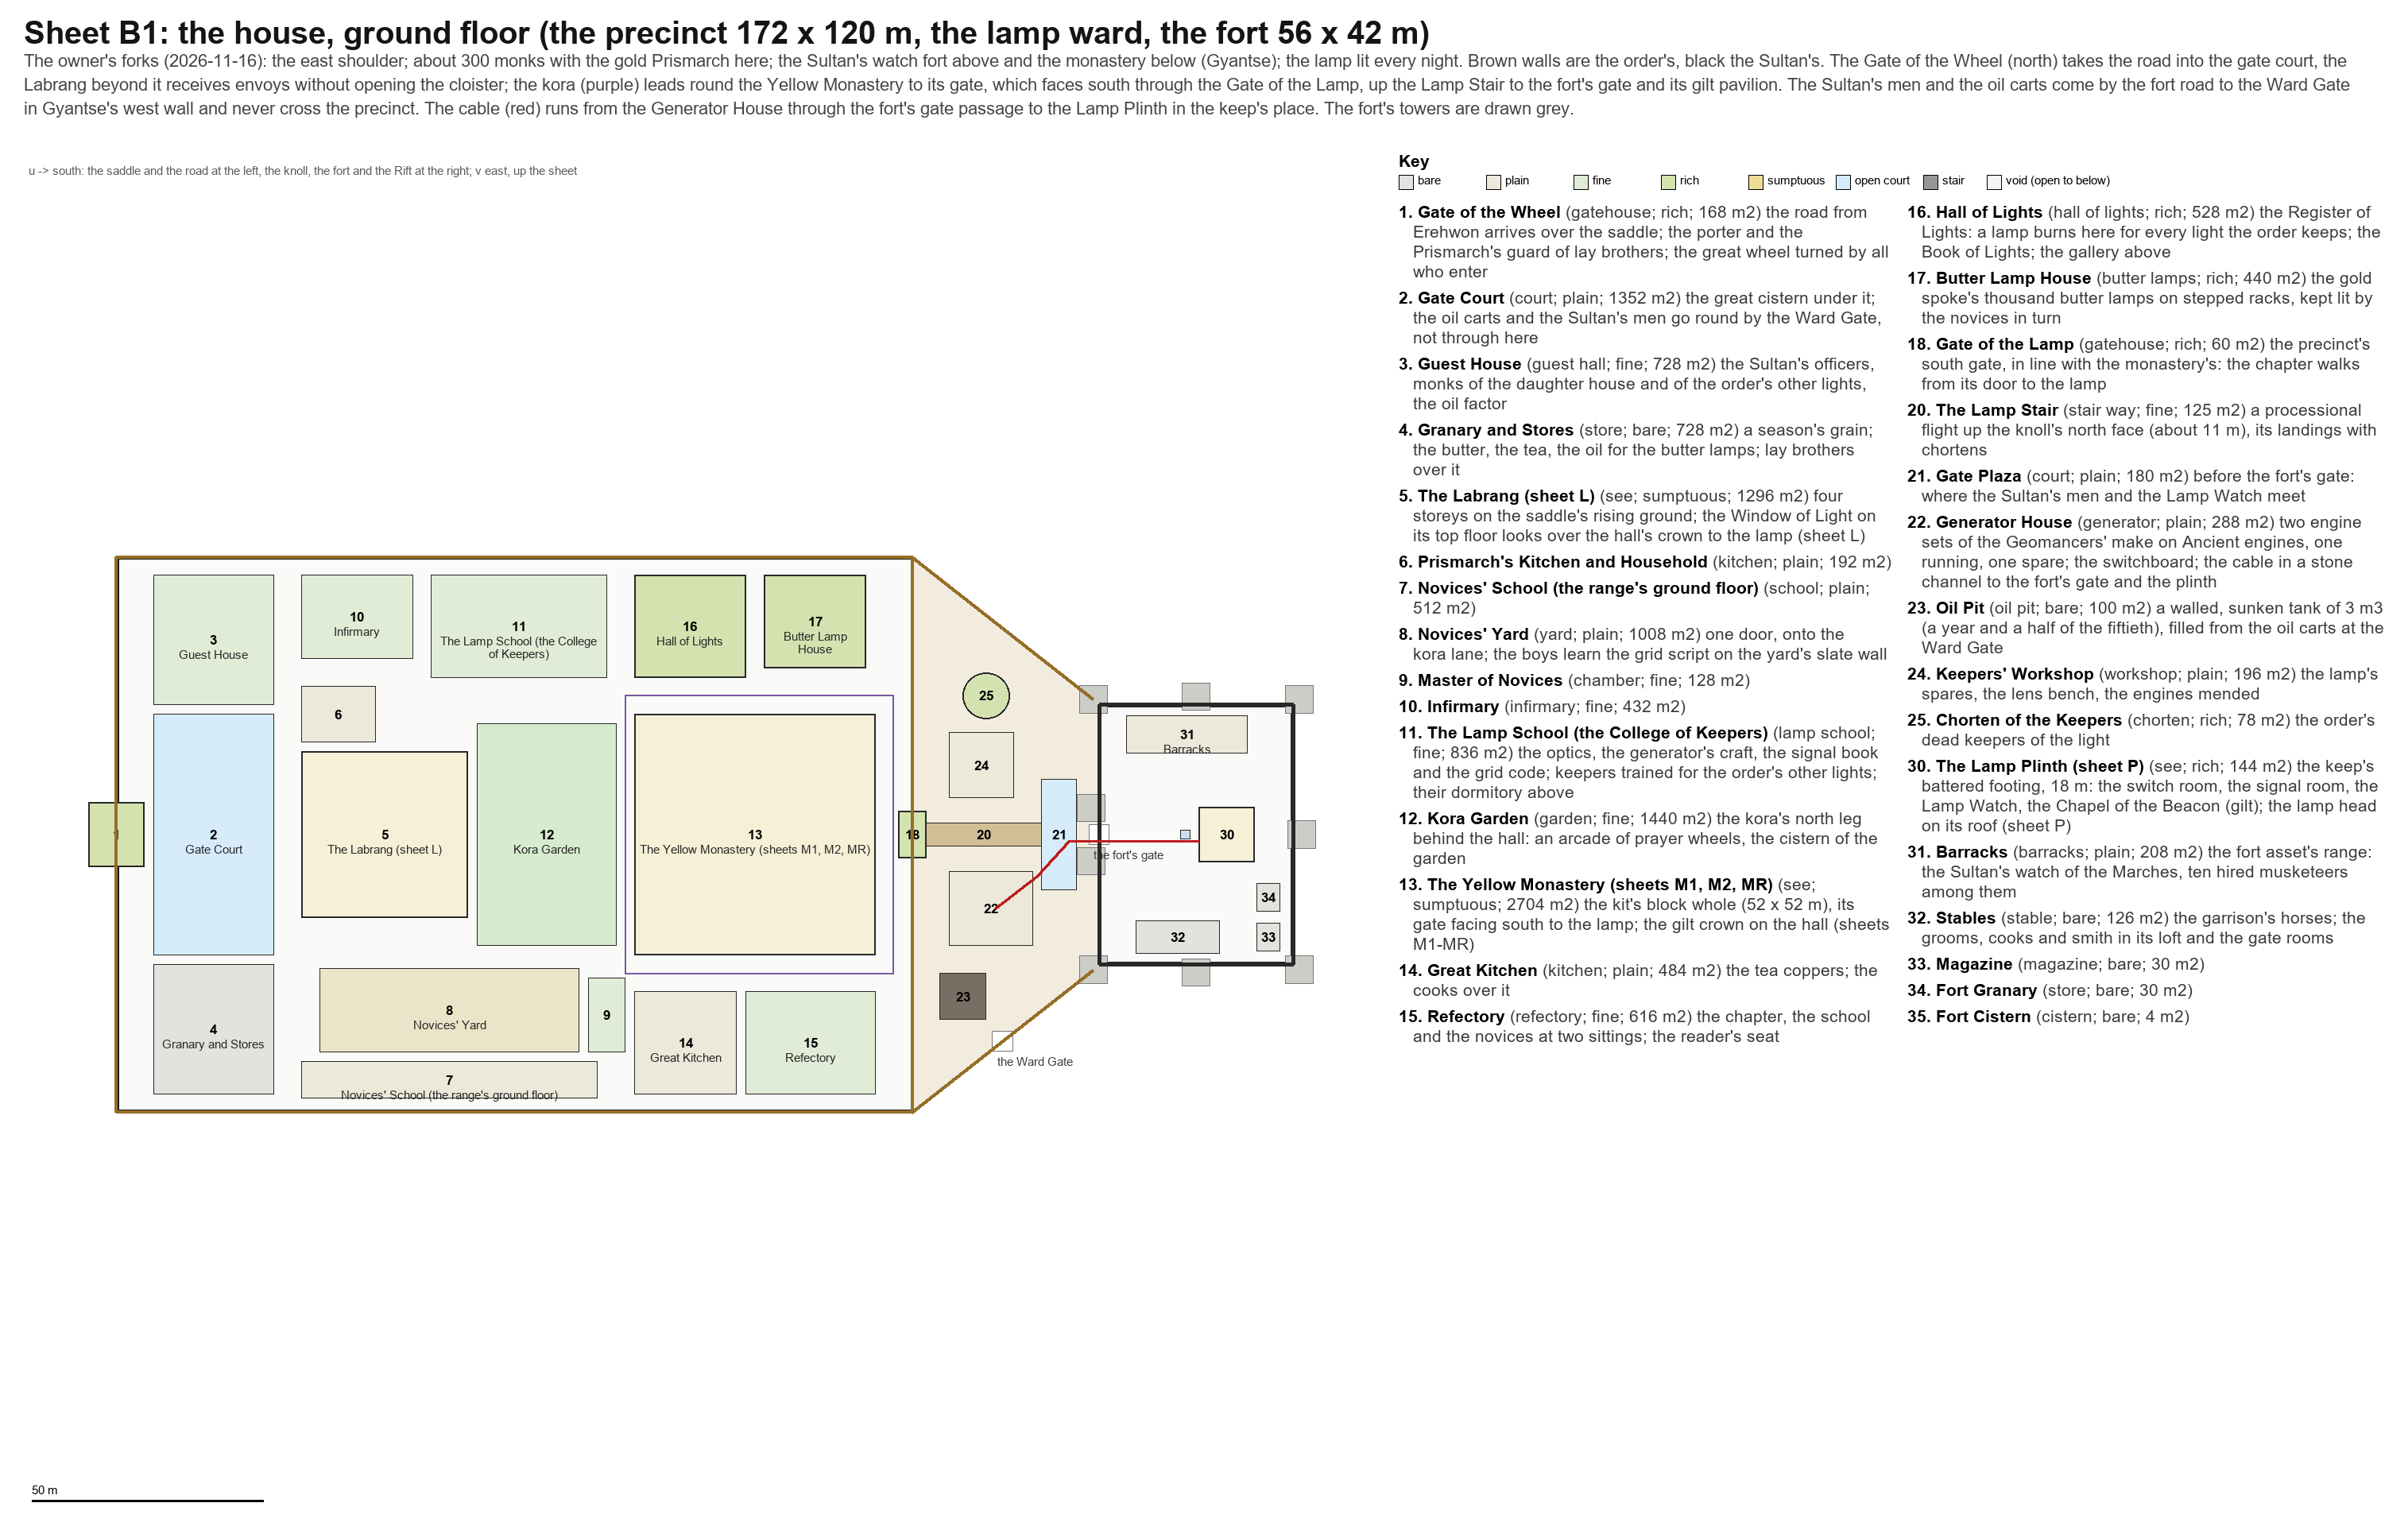 Sheet B1: the house, ground floor (the precinct 172 x 120 m, the lamp ward, the fort 56 x 42 m)
The owner's forks (2026-11-16): the east shoulder; about 300 monks with the gold Prismarch here; the Sultan's watch fort above and the monastery below (Gyantse); the lamp lit every night. Brown walls are the order's, black the Sultan's. The Gate of the Wheel (north) takes the road into the gate court, the
Labrang beyond it receives envoys without opening the cloister; the kora (purple) leads round the Yellow Monastery to its gate, which faces south through the Gate of the Lamp, up the Lamp Stair to the fort's gate and its gilt pavilion. The Sultan's men and the oil carts come by the fort road to the Ward Gate
in Gyantse's west wall and never cross the precinct. The cable (red) runs from the Generator House through the fort's gate passage to the Lamp Plinth in the keep's place. The fort's towers are drawn grey.
u -> south: the saddle and the road at the left, the knoll, the fort and the Rift at the right; v east, up the sheet
3
Guest House
10
Infirmary
11
The Lamp School (the College
of Keepers)
16
Hall of Lights
17
Butter Lamp
House
6
25
24
31
Barracks
1
2
Gate Court
5
The Labrang (sheet L)
12
Kora Garden
13
The Yellow Monastery (sheets M1, M2, MR)
18
20
21
30
the fort's gate
22
34
33
32
23
the Ward Gate
4
Granary and Stores
8
Novices' Yard
9
7
Novices' School (the range's ground floor)
14
Great Kitchen
15
Refectory
50 m
Key
bare
plain
fine
rich
sumptuous
open court
stair
void (open to below)
1. Gate of the Wheel (gatehouse; rich; 168 m2) the road from
Erehwon arrives over the saddle; the porter and the
Prismarch's guard of lay brothers; the great wheel turned by all
who enter
2. Gate Court (court; plain; 1352 m2) the great cistern under it;
the oil carts and the Sultan's men go round by the Ward Gate,
not through here
3. Guest House (guest hall; fine; 728 m2) the Sultan's officers,
monks of the daughter house and of the order's other lights,
the oil factor
4. Granary and Stores (store; bare; 728 m2) a season's grain;
the butter, the tea, the oil for the butter lamps; lay brothers
over it
5. The Labrang (sheet L) (see; sumptuous; 1296 m2) four
storeys on the saddle's rising ground; the Window of Light on
its top floor looks over the hall's crown to the lamp (sheet L)
6. Prismarch's Kitchen and Household (kitchen; plain; 192 m2)
7. Novices' School (the range's ground floor) (school; plain;
512 m2)
8. Novices' Yard (yard; plain; 1008 m2) one door, onto the
kora lane; the boys learn the grid script on the yard's slate wall
9. Master of Novices (chamber; fine; 128 m2)
10. Infirmary (infirmary; fine; 432 m2)
11. The Lamp School (the College of Keepers) (lamp school;
fine; 836 m2) the optics, the generator's craft, the signal book
and the grid code; keepers trained for the order's other lights;
their dormitory above
12. Kora Garden (garden; fine; 1440 m2) the kora's north leg
behind the hall: an arcade of prayer wheels, the cistern of the
garden
13. The Yellow Monastery (sheets M1, M2, MR) (see;
sumptuous; 2704 m2) the kit's block whole (52 x 52 m), its
gate facing south to the lamp; the gilt crown on the hall (sheets
M1-MR)
14. Great Kitchen (kitchen; plain; 484 m2) the tea coppers; the
cooks over it
15. Refectory (refectory; fine; 616 m2) the chapter, the school
and the novices at two sittings; the reader's seat
16. Hall of Lights (hall of lights; rich; 528 m2) the Register of
Lights: a lamp burns here for every light the order keeps; the
Book of Lights; the gallery above
17. Butter Lamp House (butter lamps; rich; 440 m2) the gold
spoke's thousand butter lamps on stepped racks, kept lit by
the novices in turn
18. Gate of the Lamp (gatehouse; rich; 60 m2) the precinct's
south gate, in line with the monastery's: the chapter walks
from its door to the lamp
20. The Lamp Stair (stair way; fine; 125 m2) a processional
flight up the knoll's north face (about 11 m), its landings with
chortens
21. Gate Plaza (court; plain; 180 m2) before the fort's gate:
where the Sultan's men and the Lamp Watch meet
22. Generator House (generator; plain; 288 m2) two engine
sets of the Geomancers' make on Ancient engines, one
running, one spare; the switchboard; the cable in a stone
channel to the fort's gate and the plinth
23. Oil Pit (oil pit; bare; 100 m2) a walled, sunken tank of 3 m3
(a year and a half of the fiftieth), filled from the oil carts at the
Ward Gate
24. Keepers' Workshop (workshop; plain; 196 m2) the lamp's
spares, the lens bench, the engines mended
25. Chorten of the Keepers (chorten; rich; 78 m2) the order's
dead keepers of the light
30. The Lamp Plinth (sheet P) (see; rich; 144 m2) the keep's
battered footing, 18 m: the switch room, the signal room, the
Lamp Watch, the Chapel of the Beacon (gilt); the lamp head
on its roof (sheet P)
31. Barracks (barracks; plain; 208 m2) the fort asset's range:
the Sultan's watch of the Marches, ten hired musketeers
among them
32. Stables (stable; bare; 126 m2) the garrison's horses; the
grooms, cooks and smith in its loft and the gate rooms
33. Magazine (magazine; bare; 30 m2)
34. Fort Granary (store; bare; 30 m2)
35. Fort Cistern (cistern; bare; 4 m2)